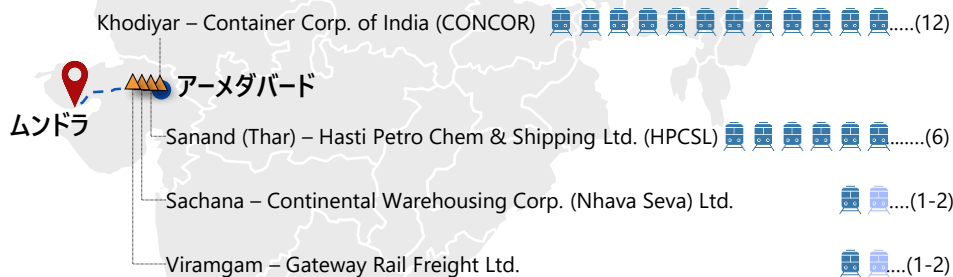 Khodiyar – Container Corp. of India (CONCOR) .....(12)
アーメダバード
ムンドラ
Sanand (Thar) – Hasti Petro Chem & Shipping Ltd. (HPCSL) .......(6)
Sachana – Continental Warehousing Corp. (Nhava Seva) Ltd. ....(1-2)
Viramgam – Gateway Rail Freight Ltd. ....(1-2)